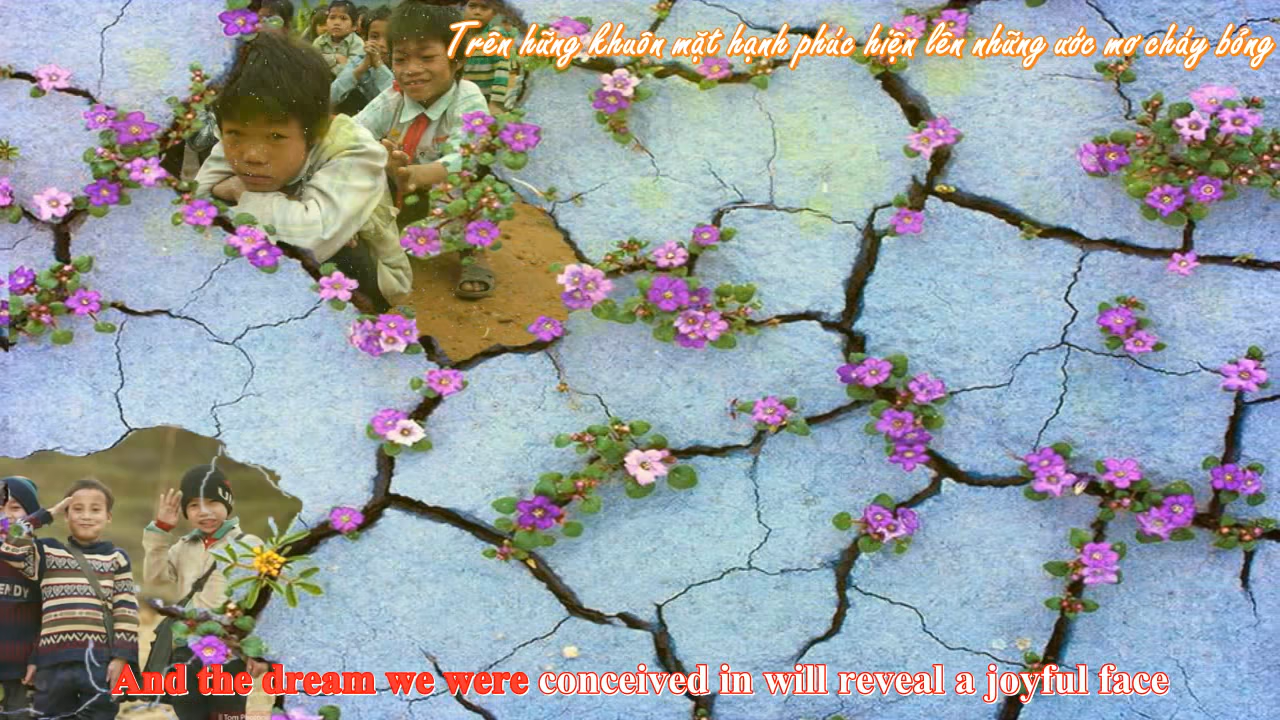 Trên hững khuôn mặt hạnh phúc hiện lên những ước mơ cháy bỏng
And the dream we were conceived in will reveal a joyful face